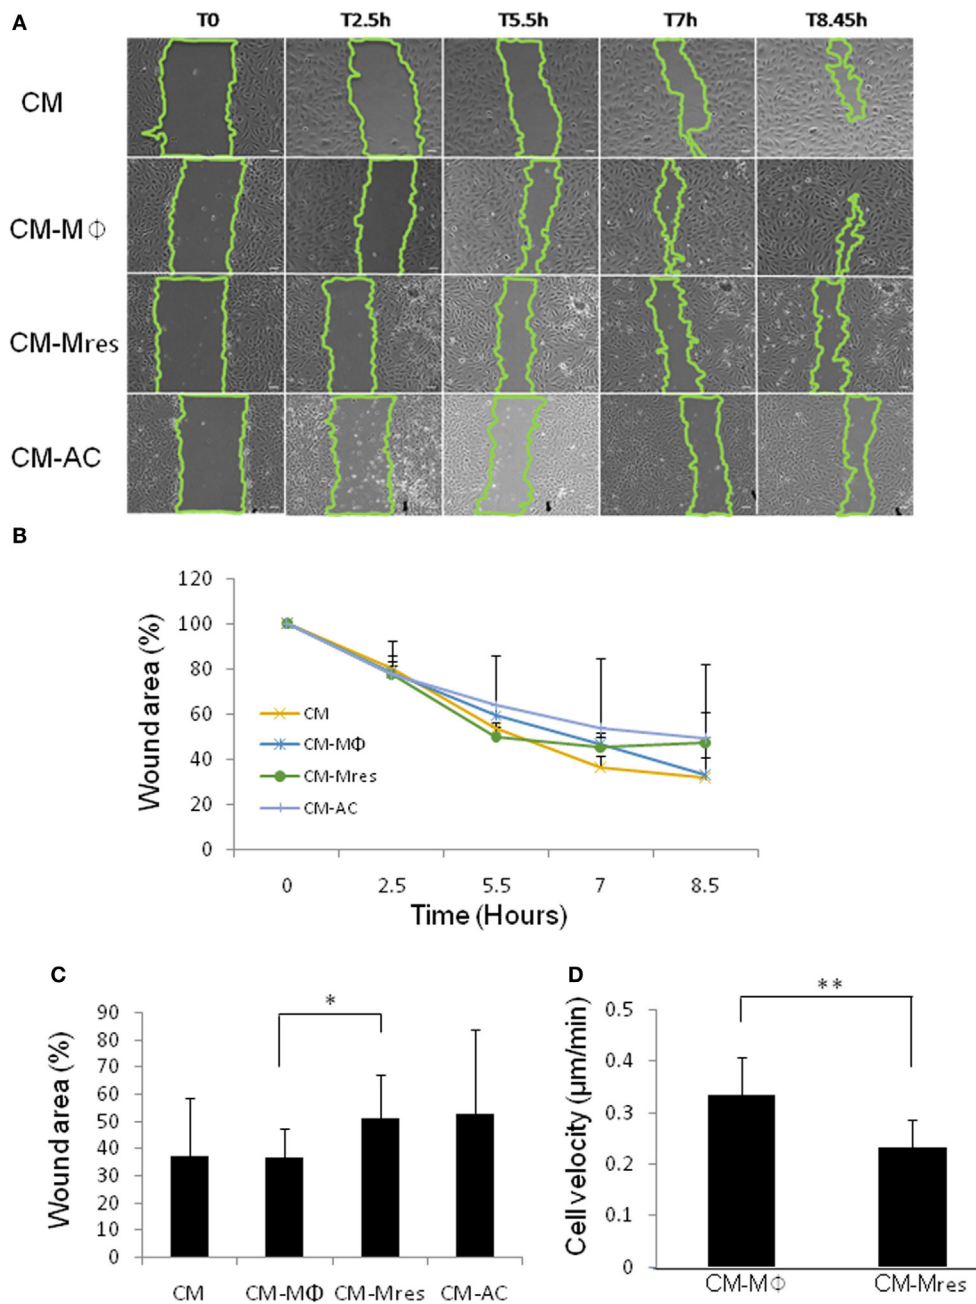 A
T0 T2.5h T5.5h T7h T8.45h
CM
CM-MΦ
CM-Mres
CM-AC
B
Wound area (%)
120
100
80
60
40
20
0
CM
CM-MΦ
CM-Mres
CM-AC
0 2.5 5.5 7 8.5
Time (Hours)
C
Wound area (%)
90
80
70
60
50
40
30
20
10
0
*
CM CM-MΦ CM-Mres CM-AC
D
Cell velocity (μm/min)
0.5
0.4
0.3
0.2
0.1
0
**
CM-MΦ CM-Mres